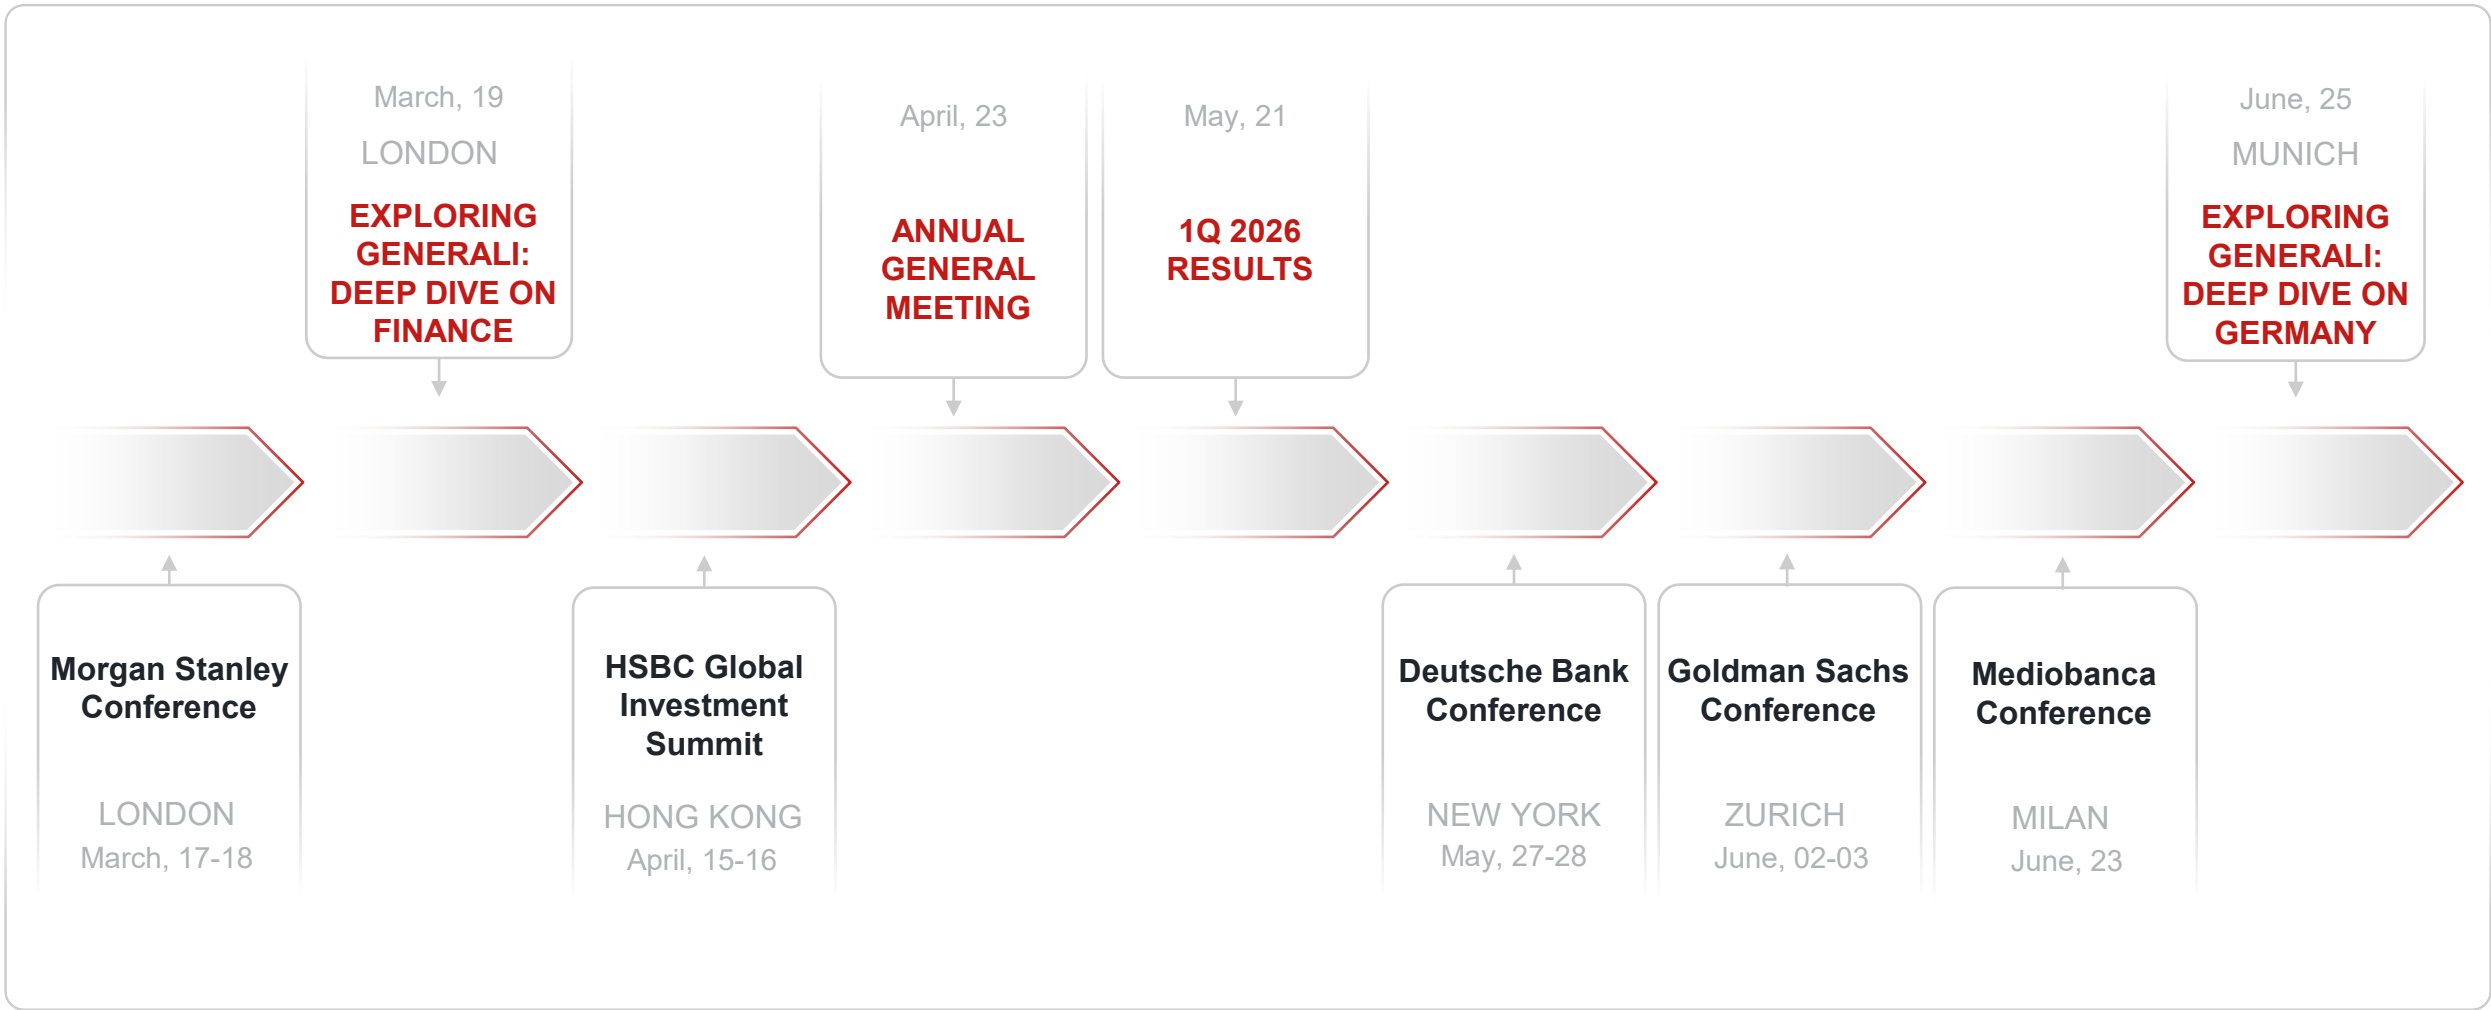 March, 19
LONDON
EXPLORING
GENERALI:
DEEP DIVE ON
FINANCE
April, 23
ANNUAL
GENERAL
MEETING
May, 21
1Q 2026
RESULTS
June, 25
MUNICH
EXPLORING
GENERALI:
DEEP DIVE ON
GERMANY
Morgan Stanley
Conference
LONDON
March, 17-18
HSBC Global
Investment
Summit
HONG KONG
April, 15-16
Deutsche Bank
Conference
NEW YORK
May, 27-28
Goldman Sachs
Conference
ZURICH
June, 02-03
Mediobanca
Conference
MILAN
June, 23